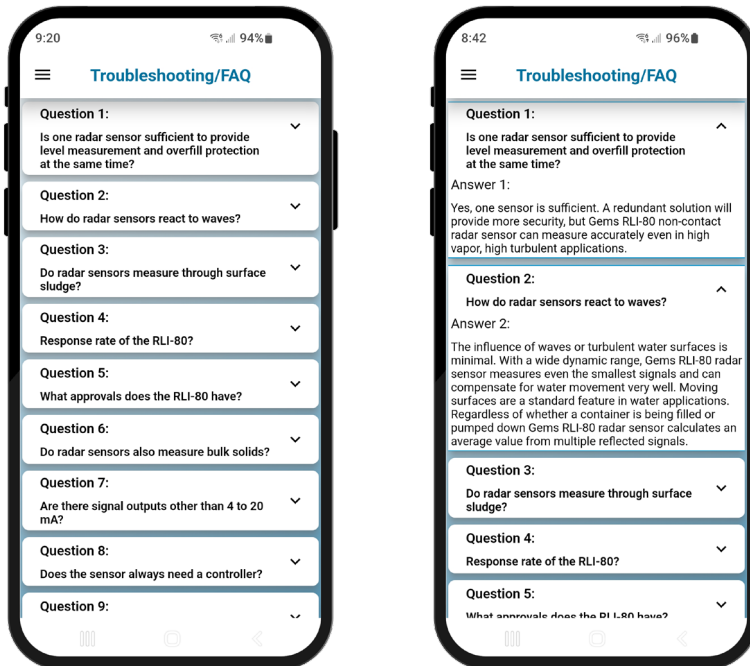 9:20
94%
Troubleshooting/FAQ
Question 1:
Is one radar sensor sufficient to provide
level measurement and overfill protection
at the same time?
Question 2:
How do radar sensors react to waves?
Question 3:
Do radar sensors measure through surface
sludge?
Question 4:
Response rate of the RLI-80?
Question 5:
What approvals does the RLI-80 have?
Question 6:
Do radar sensors also measure bulk solids?
Question 7:
Are there signal outputs other than 4 to 20
mA?
Question 8:
Does the sensor always need a controller?
Question 9:
8:42
96%
Troubleshooting/FAQ
Question 1:
Is one radar sensor sufficient to provide
level measurement and overfill protection
at the same time?
Answer 1:
Yes, one sensor is sufficient. A redundant solution will
provide more security, but Gems RLI-80 non-contact
radar sensor can measure accurately even in high
vapor, high turbulent applications.
Question 2:
How do radar sensors react to waves?
Answer 2:
The influence of waves or turbulent water surfaces is
minimal. With a wide dynamic range, Gems RLI-80 radar
sensor measures even the smallest signals and can
compensate for water movement very well. Moving
surfaces are a standard feature in water applications.
Regardless of whether a container is being filled or
pumped down Gems RLI-80 radar sensor calculates an
average value from multiple reflected signals.
Question 3:
Do radar sensors measure through surface
sludge?
Question 4:
Response rate of the RLI-80?
Question 5:
What approvals does the RLI-80 have?